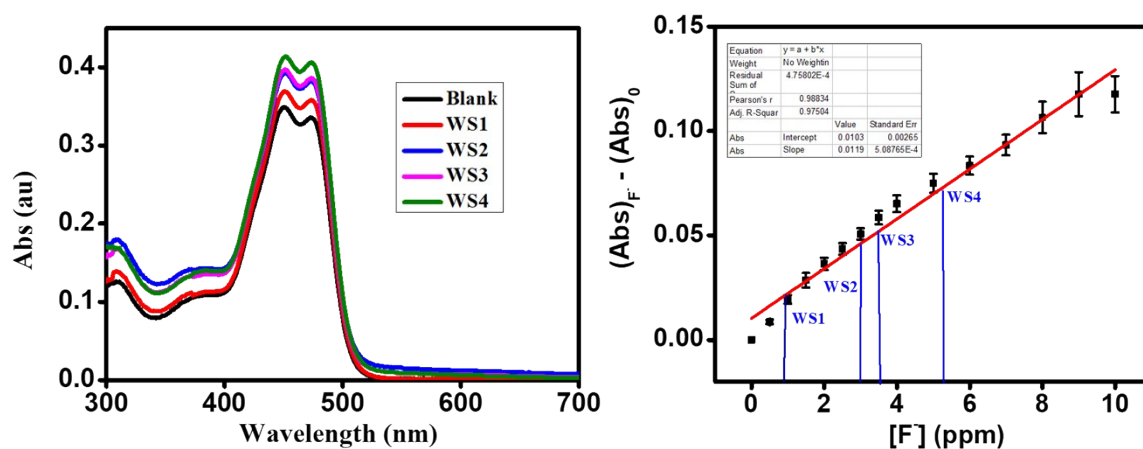 0.4
0.3
0.2
0.1
0.0
300
400
500
600
700
Abs (au)
Wavelength (nm)
Blank
WS1
WS2
WS3
WS4
0.15
0.10
0.05
0.00
0
2
4
6
8
10
(Abs)F- - (Abs)0
[F-] (ppm)
Equation y = a + b*x
Weight No Weightin
Residual Sum of 4.75802E-4
Pearson's r 0.98834
Adj. R-Squar 0.97504
Value Standard Err
Abs Intercept 0.0103 0.00265
Abs Slope 0.0119 5.08765E-4
WS1
WS2
WS3
WS4